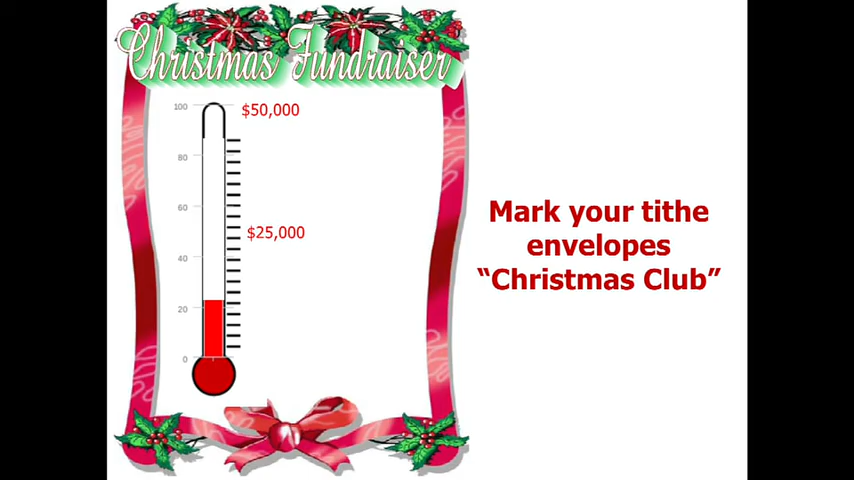 Christmas Fundraiser
100
$50,000
80
60
$25,000
40
20
0
Mark your tithe
envelopes
“Christmas Club”